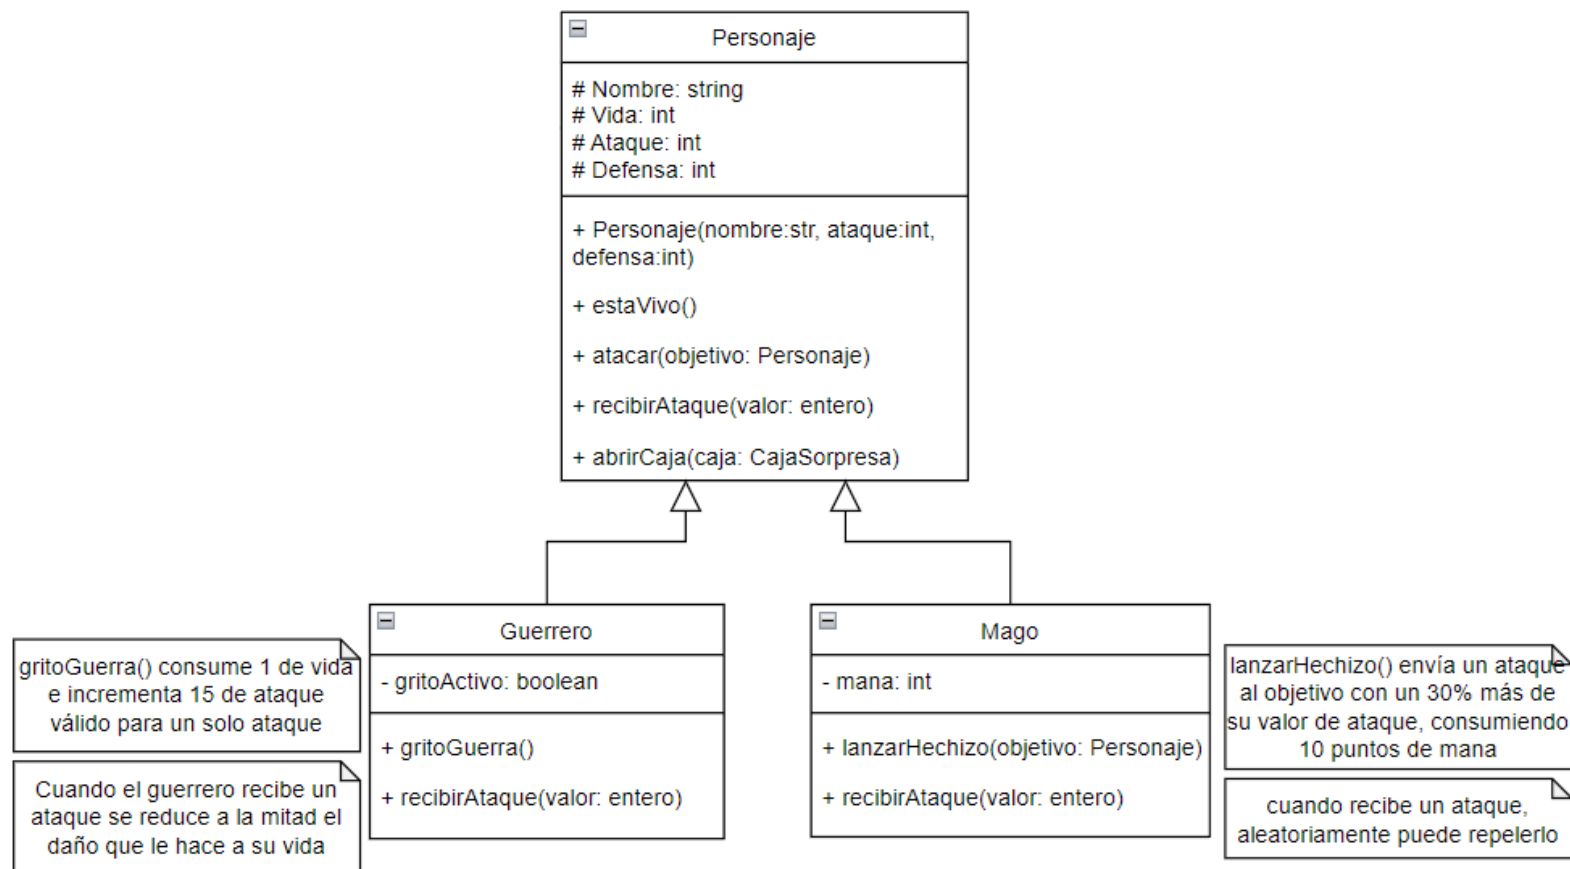 Personaje
# Nombre: string
# Vida: int
# Ataque: int
# Defensa: int
+ Personaje(nombre:str, ataque:int,
defensa:int)
+ estaVivo()
+ atacar(objetivo: Personaje)
+ recibirAtaque(valor: entero)
+ abrirCaja(caja: CajaSorpresa)
gritoGuerra() consume 1 de vida
e incrementa 15 de ataque
válido para un solo ataque
Cuando el guerrero recibe un
ataque se reduce a la mitad el
daño que le hace a su vida
Guerrero
- gritoActivo: boolean
+ gritoGuerra()
+ recibirAtaque(valor: entero)
Mago
- mana: int
+ lanzarHechizo(objetivo: Personaje)
+ recibirAtaque(valor: entero)
lanzarHechizo() envía un ataque
al objetivo con un 30% más de
su valor de ataque, consumiendo
10 puntos de mana
cuando recibe un ataque,
aleatoriamente puede repelerlo